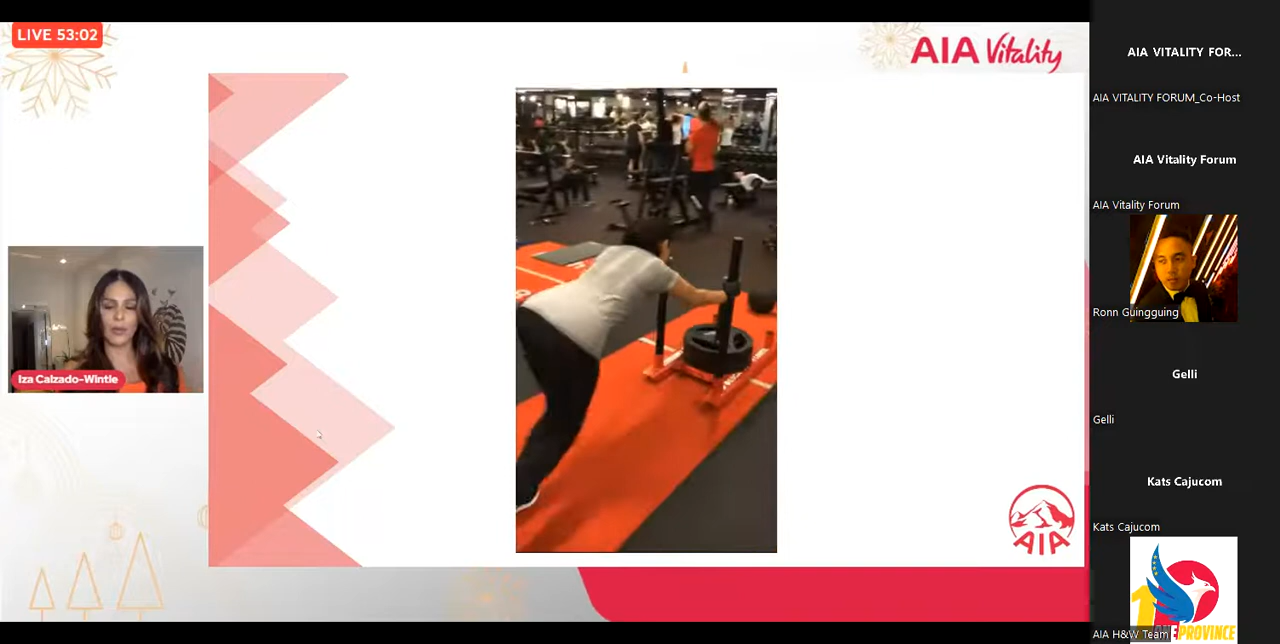 LIVE 53:02
AIA Vitality
Iza Calzado-Wintle
AIA
AIA VITALITY FOR...
AIA VITALITY FORUM_Co-Host
AIA Vitality Forum
AIA Vitality Forum
Ronn Guingguing
Gelli
Gelli
Kats Cajucom
Kats Cajucom
AIA H&W Team
PROVINCE